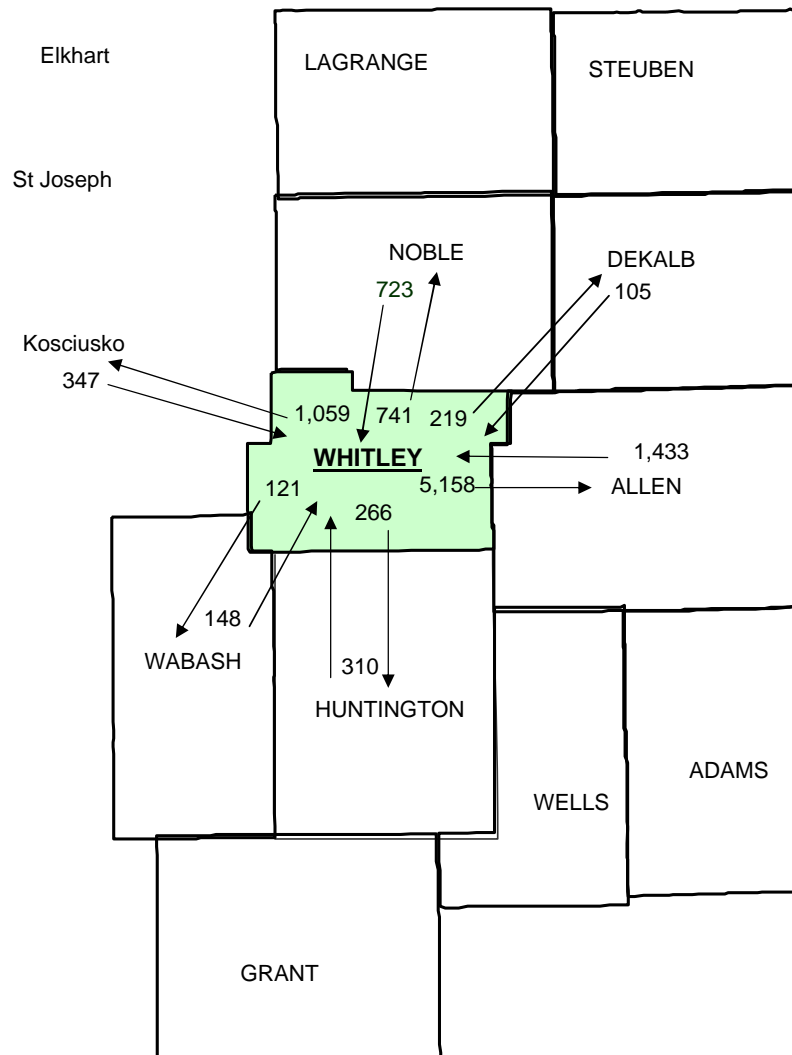 Elkhart
LAGRANGE
STEUBEN
St Joseph
NOBLE
DEKALB
723
105
Kosciusko
347
1,059
741
219
WHITLEY
1,433
121
5,158
ALLEN
266
148
WABASH
310
HUNTINGTON
ADAMS
WELLS
GRANT